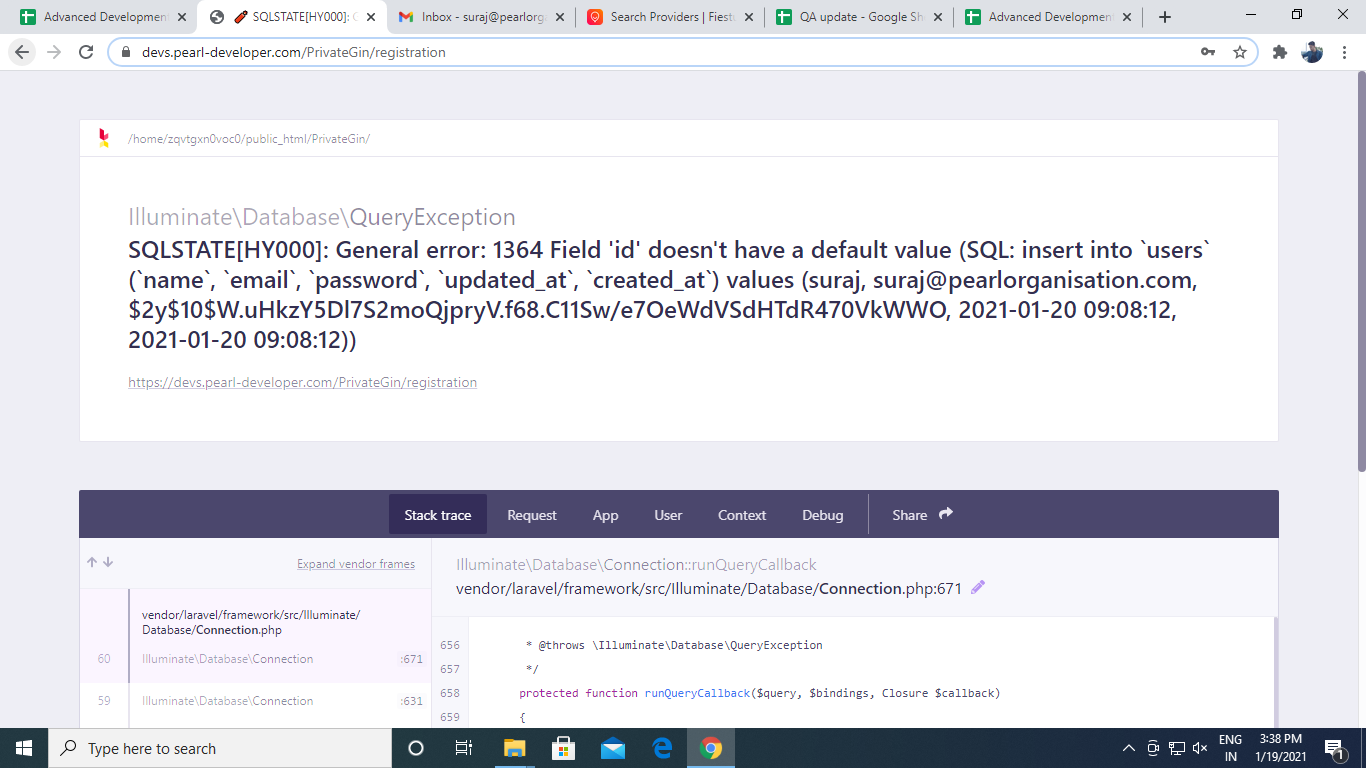 Advanced Development
SQLSTATE[HY000]: G
Inbox - suraj@pearlorg
Search Providers | Fiest
QA update - Google Sh
Advanced Development
devs.pearl-developer.com/PrivateGin/registration
/home/zqvtgxn0voc0/public_html/PrivateGin/
Illuminate\Database\QueryException
SQLSTATE[HY000]: General error: 1364 Field 'id' doesn't have a default value (SQL: insert into `users`
(`name`, `email`, `password`, `updated_at`, `created_at`) values (suraj, suraj@pearlorganisation.com,
$2y$10$W.uHkzY5Dl7S2moQjpryV.f68.C11Sw/e7OeWdVSdHTdR470VkWWO, 2021-01-20 09:08:12,
2021-01-20 09:08:12))
https://devs.pearl-developer.com/PrivateGin/registration
Stack trace Request App User Context Debug Share
Expand vendor frames
vendor/laravel/framework/src/Illuminate/
Database/Connection.php
60 Illuminate\Database\Connection :671
59 Illuminate\Database\Connection :631
Illuminate\Database\Connection::runQueryCallback
vendor/laravel/framework/src/Illuminate/Database/Connection.php:671
656 * @throws \Illuminate\Database\QueryException
657 */
658 protected function runQueryCallback($query, $bindings, Closure $callback)
659 {
Type here to search
ENG
IN
3:38 PM
1/19/2021
1